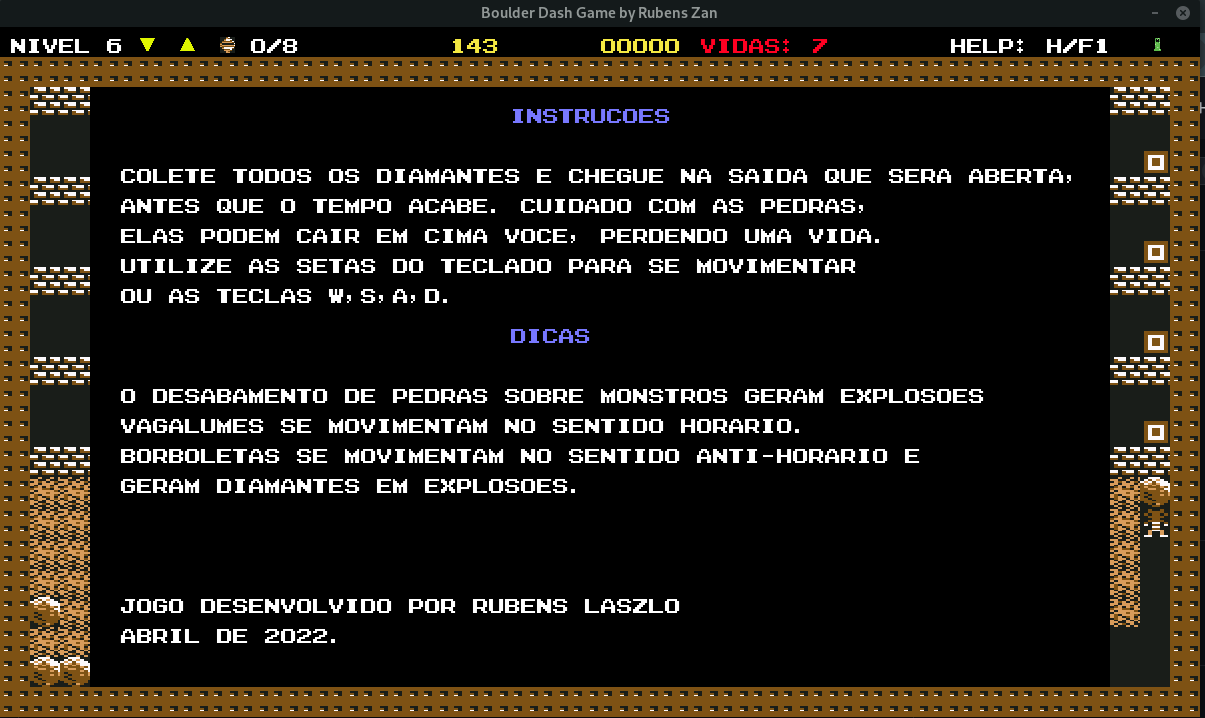 Boulder Dash Game by Rubens Zan
NIVEL 6 ▼ ▲ 0/8 143 00000 VIDAS: 7 HELP: H/F1
INSTRUCOES
COLETE TODOS OS DIAMANTES E CHEGUE NA SAIDA QUE SERA ABERTA,
ANTES QUE O TEMPO ACABE. CUIDADO COM AS PEDRAS,
ELAS PODEM CAIR EM CIMA VOCE, PERDENDO UMA VIDA.
UTILIZE AS SETAS DO TECLADO PARA SE MOVIMENTAR
OU AS TECLAS W,S,A,D.
DICAS
O DESABAMENTO DE PEDRAS SOBRE MONSTROS GERAM EXPLOSOES
VAGALUMES SE MOVIMENTAM NO SENTIDO HORARIO.
BORBOLETAS SE MOVIMENTAM NO SENTIDO ANTI-HORARIO E
GERAM DIAMANTES EM EXPLOSOES.
JOGO DESENVOLVIDO POR RUBENS LASZLO
ABRIL DE 2022.